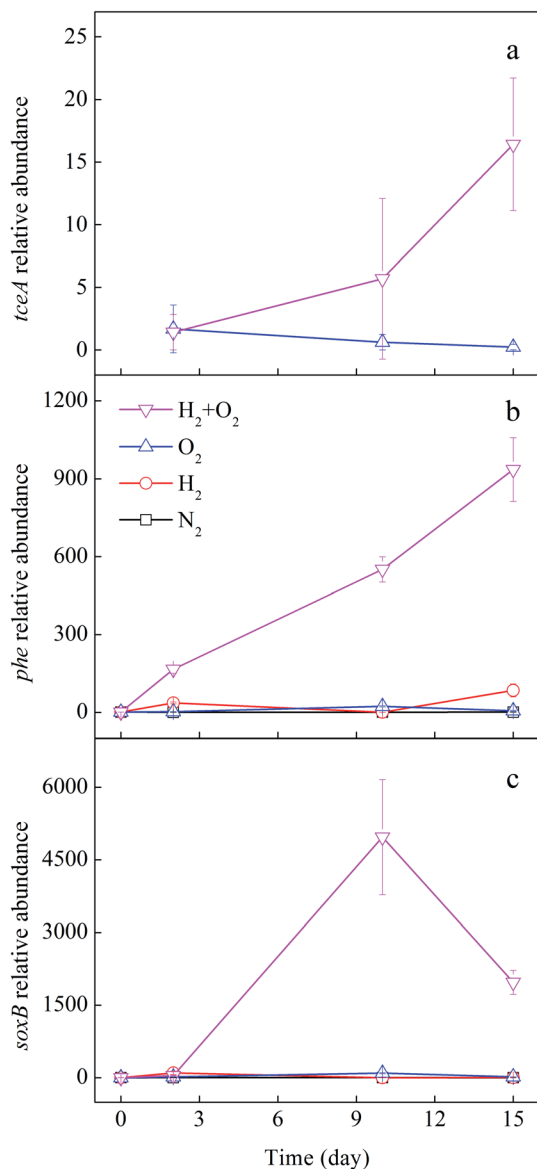 25
a
20
15
10
5
0
tceA relative abundance
1200
b
H₂+O₂
900
O₂
H₂
600
N₂
300
0
phe relative abundance
6000
c
4500
3000
1500
0
soxB relative abundance
0 3 6 9 12 15
Time (day)